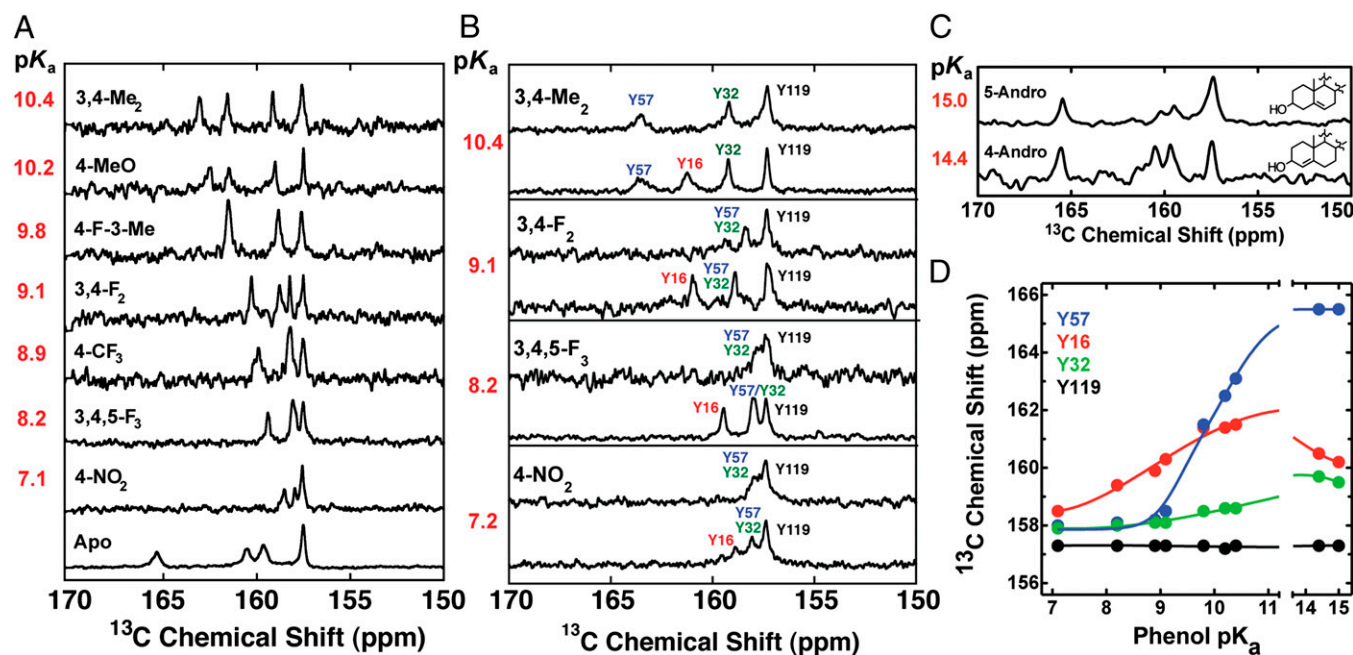 A
pKa
3,4-Me2
10.4
4-MeO
10.2
4-F-3-Me
9.8
3,4-F2
9.1
4-CF3
8.9
3,4,5-F3
8.2
4-NO2
7.1
Apo
170 165 160 155 150
13C Chemical Shift (ppm)
B
pKa
3,4-Me2
Y57 Y32 Y119
10.4
Y57 Y16 Y32 Y119
3,4-F2
Y57
Y32 Y119
9.1
Y16 Y57
Y32 Y119
3,4,5-F3
Y57
Y32 Y119
8.2
Y16 Y57/Y32 Y119
4-NO2
Y57
Y32 Y119
7.2
Y57
Y16 Y32 Y119
170 165 160 155 150
13C Chemical Shift (ppm)
C
pKa
15.0
5-Andro
HO
14.4
4-Andro
HO
170 165 160 155 150
13C Chemical Shift (ppm)
D
13C Chemical Shift (ppm)
166
164
162
160
158
156
Y57
Y16
Y32
Y119
7 8 9 10 11 14 15
Phenol pKa